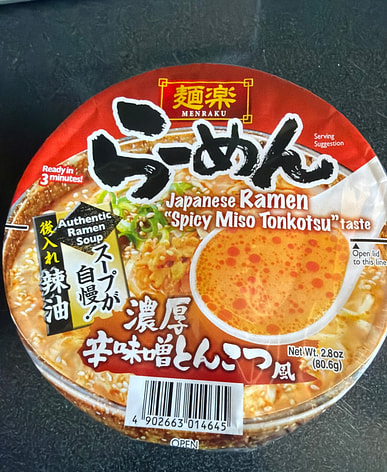 麺楽
MENRAKU
らーめん
Serving
Suggestion
Ready in
3 minutes!
Japanese Ramen
"Spicy Miso Tonkotsu" taste
Authentic
Ramen
Soup
スープが
自慢!
後入れ
辣油
Open lid
to this line
濃厚
辛味噌とんこつ風
Net Wt. 2.8oz
(80.6g)
4 902663 014645
OPEN